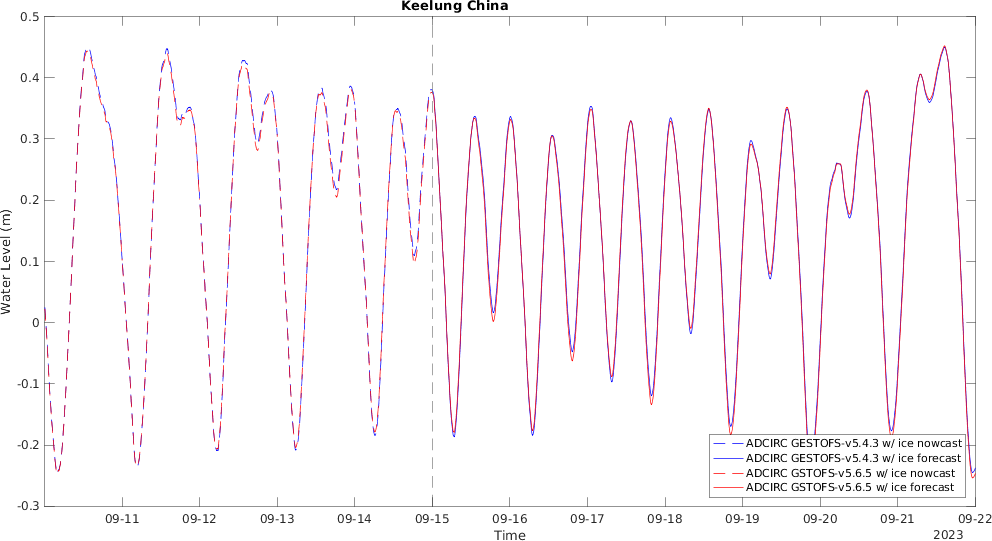 Keelung China
Water Level (m)
0.5
0.4
0.3
0.2
0.1
0
-0.1
-0.2
-0.3
ADCIRC GESTOFS-v5.4.3 w/ ice nowcast
ADCIRC GESTOFS-v5.4.3 w/ ice forecast
ADCIRC GSTOFS-v5.6.5 w/ ice nowcast
ADCIRC GSTOFS-v5.6.5 w/ ice forecast
09-11 09-12 09-13 09-14 09-15 09-16 09-17 09-18 09-19 09-20 09-21 09-22
Time
2023